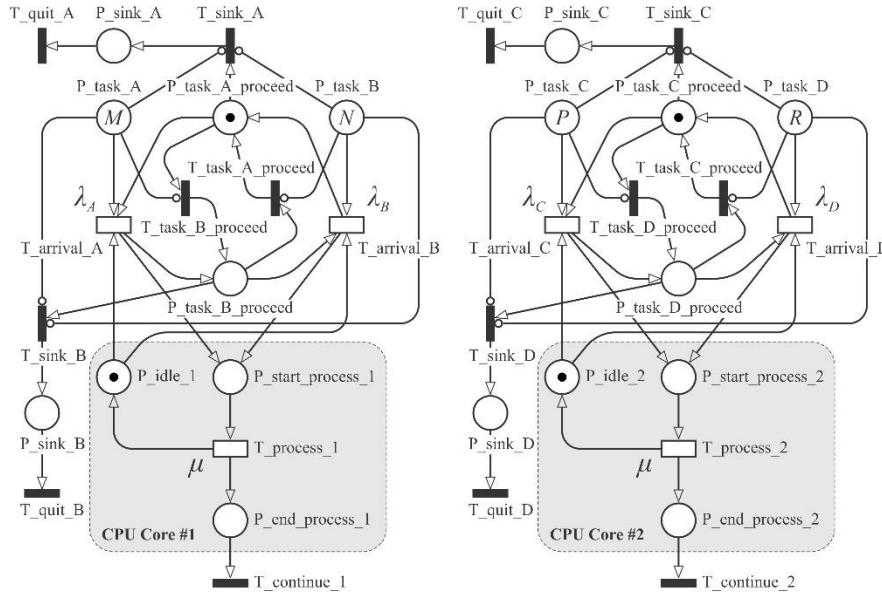 T_quit_A P_sink_A T_sink_A
P_task_A P_task_A_proceed P_task_B
M N
T_task_A_proceed
λ_A λ_B
T_task_B_proceed
T_arrival_A T_arrival_B
P_task_B_proceed
T_sink_B
P_idle_1 P_start_process_1
P_sink_B
μ T_process_1
T_quit_B
CPU Core #1 P_end_process_1
T_continue_1
T_quit_C P_sink_C T_sink_C
P_task_C P_task_C_proceed P_task_D
P R
T_task_C_proceed
λ_C λ_D
T_task_D_proceed
T_arrival_C T_arrival_D
P_task_D_proceed
T_sink_D
P_idle_2 P_start_process_2
P_sink_D
μ T_process_2
T_quit_D
CPU Core #2 P_end_process_2
T_continue_2